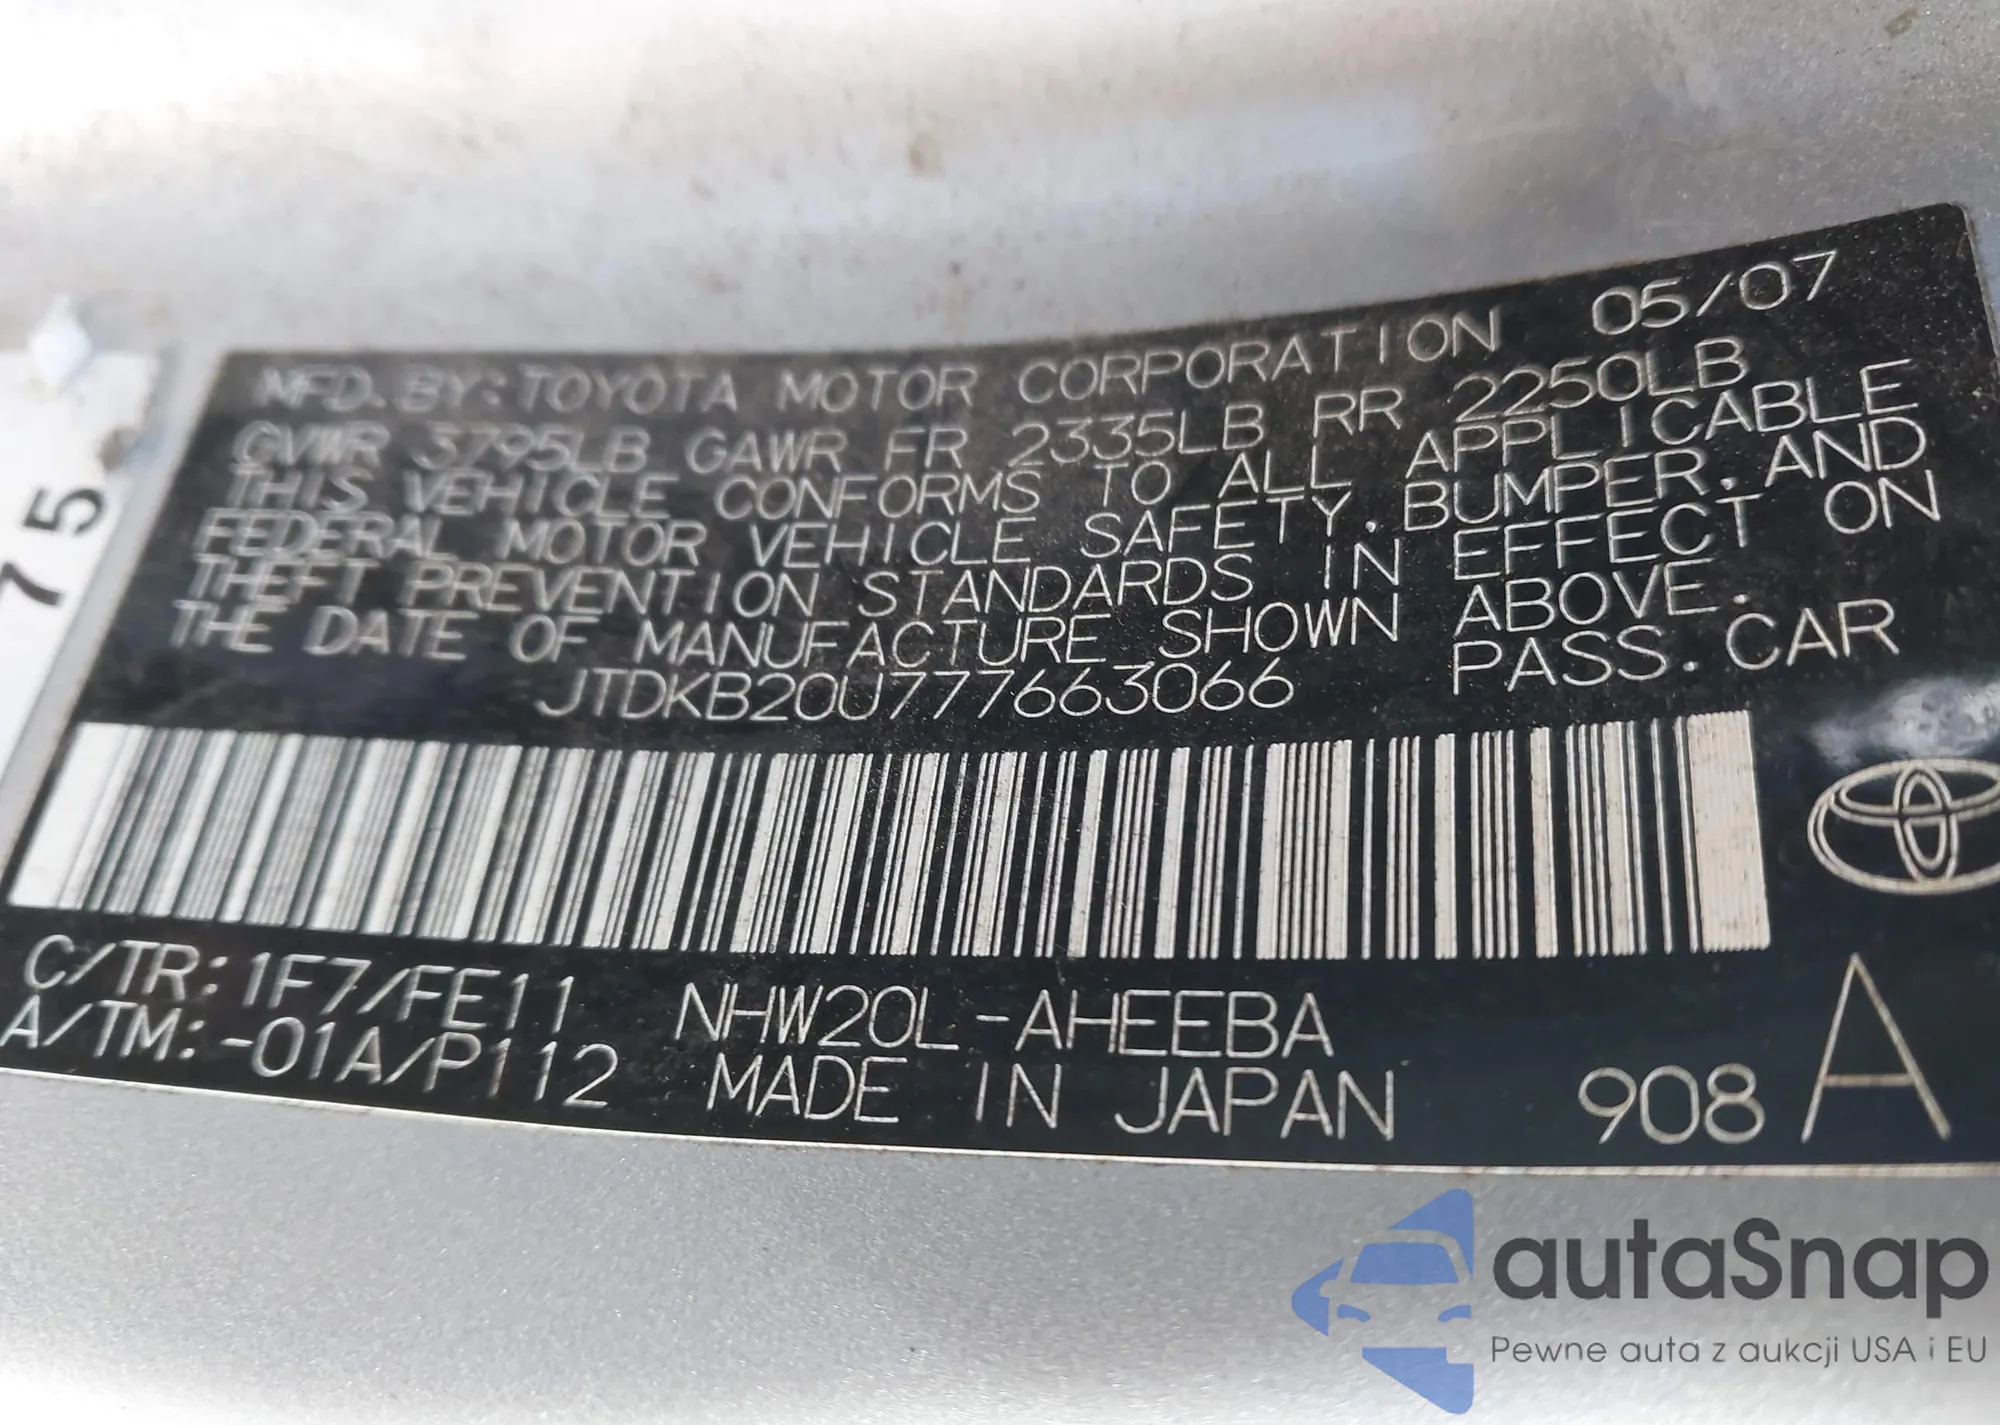 MFD. BY: TOYOTA MOTOR CORPORATION 05/07
GVWR 3795LB GAWR FR 2335LB RR 2250LB
THIS VEHICLE CONFORMS TO ALL APPLICABLE
FEDERAL MOTOR VEHICLE SAFETY, BUMPER, AND
THEFT PREVENTION STANDARDS IN EFFECT ON
THE DATE OF MANUFACTURE SHOWN ABOVE.
JTDKB20U777663066 PASS. CAR
C/TR: 1F7/FE11 NHW20L -AHEEBA
A/TM: -01A/P112 MADE IN JAPAN 908 A
75
autaSnap
Pewne auta z aukcji USA i EU